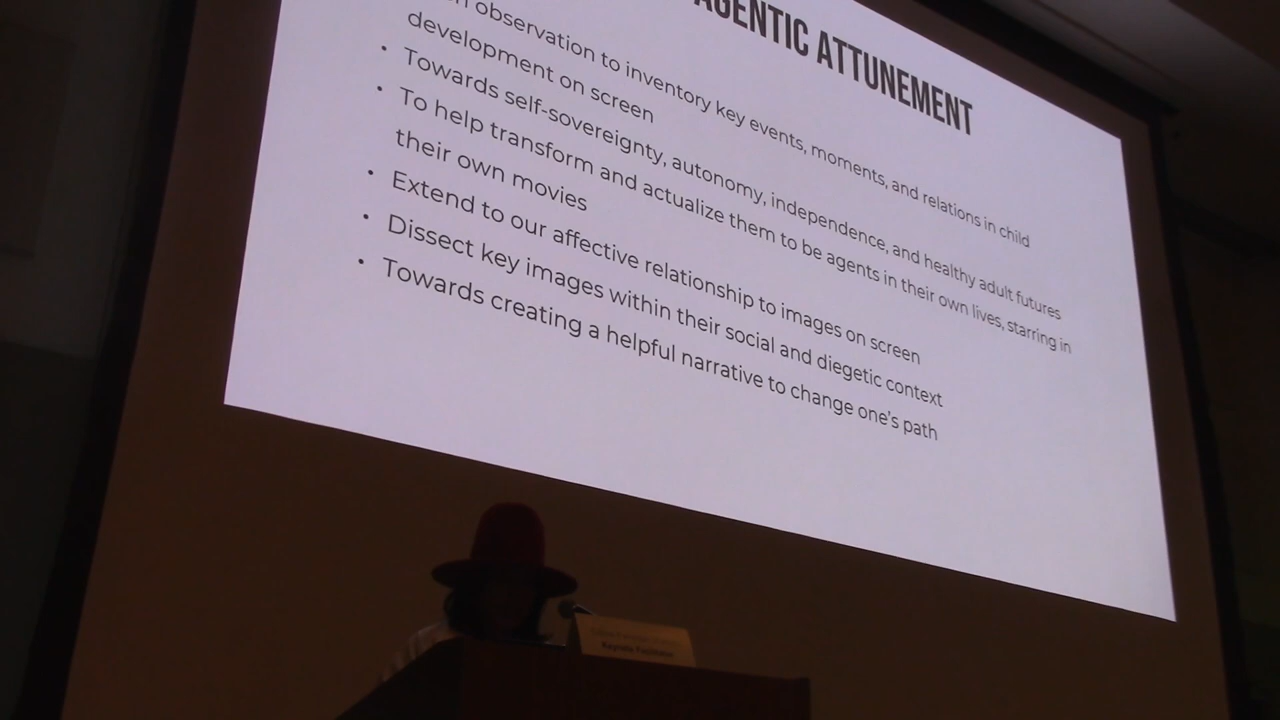 AGENTIC ATTUNEMENT
observation to inventory key events, moments, and relations in child
development on screen
• Towards self-sovereignty, autonomy, independence, and healthy adult futures
• To help transform and actualize them to be agents in their own lives, starring in
their own movies
• Extend to our affective relationship to images on screen
• Dissect key images within their social and diegetic context
• Towards creating a helpful narrative to change one's path